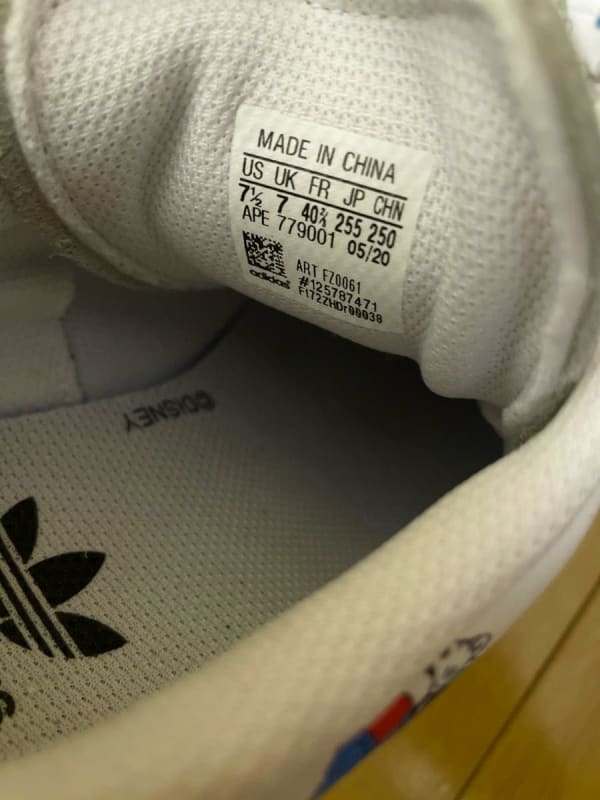 MADE IN CHINA
US UK FR JP CHN
7½ 7 40⅔ 255 250
APE 779001 05/20
ART FZ0061
#125787471
F172ZHDr00038
adidas
©DISNEY